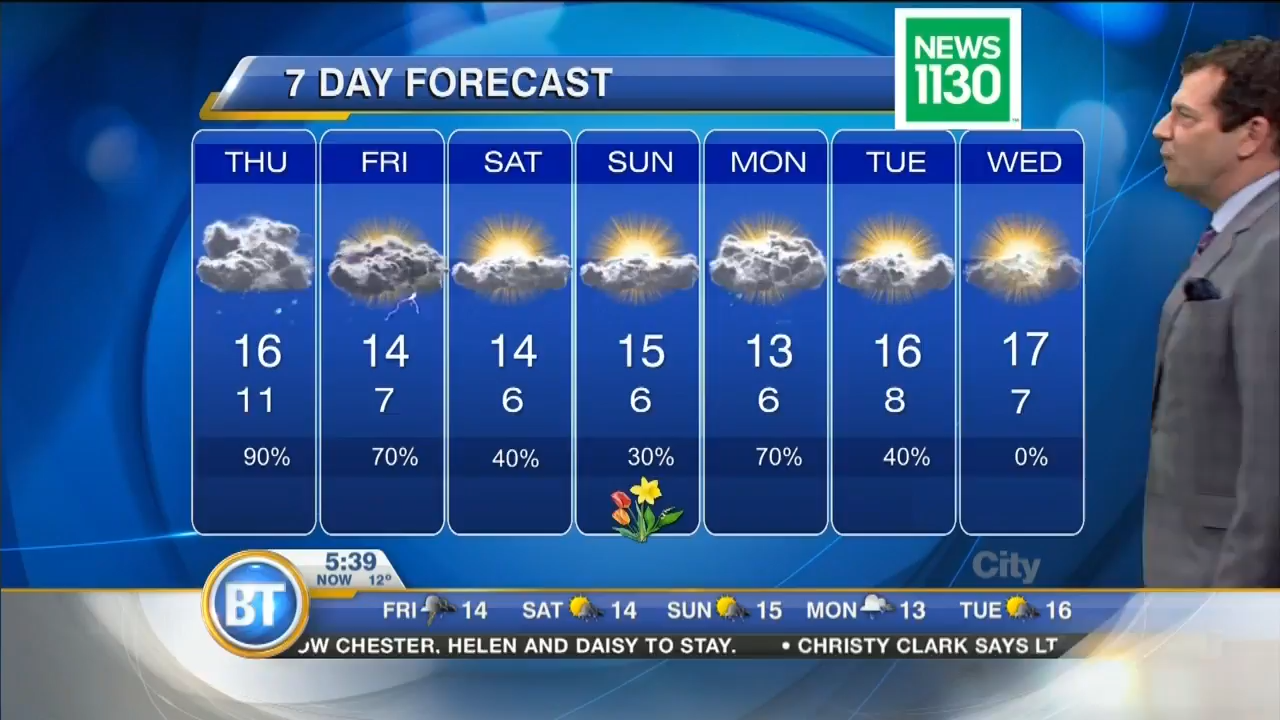 7 DAY FORECAST
NEWS
1130
THU FRI SAT SUN MON TUE WED
16 14 14 15 13 16 17
11 7 6 6 6 8 7
90% 70% 40% 30% 70% 40% 0%
City
5:39
NOW 12°
BT
FRI 14 SAT 14 SUN 15 MON 13 TUE 16
CHESTER, HELEN AND DAISY TO STAY. • CHRISTY CLARK SAYS LT